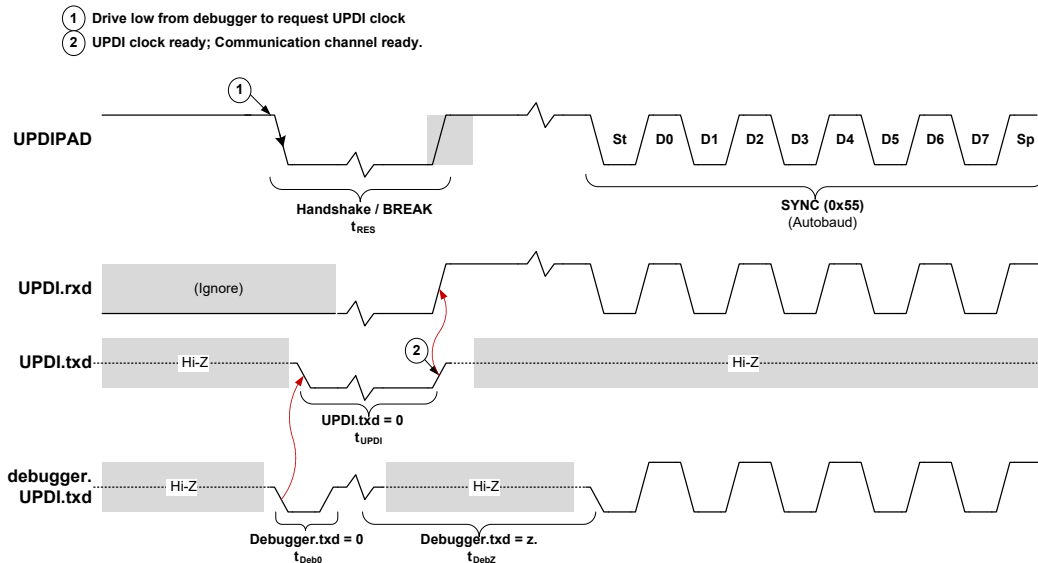 1 Drive low from debugger to request UPDI clock
2 UPDI clock ready; Communication channel ready.
1
UPDIPAD
St D0 D1 D2 D3 D4 D5 D6 D7 Sp
Handshake / BREAK
tRES
SYNC (0x55)
(Autobaud)
UPDI.rxd
(Ignore)
2
UPDI.txd
Hi-Z
Hi-Z
UPDI.txd = 0
tUPDI
debugger.
UPDI.txd
Hi-Z
Hi-Z
Debugger.txd = 0
tDeb0
Debugger.txd = z.
tDebZ